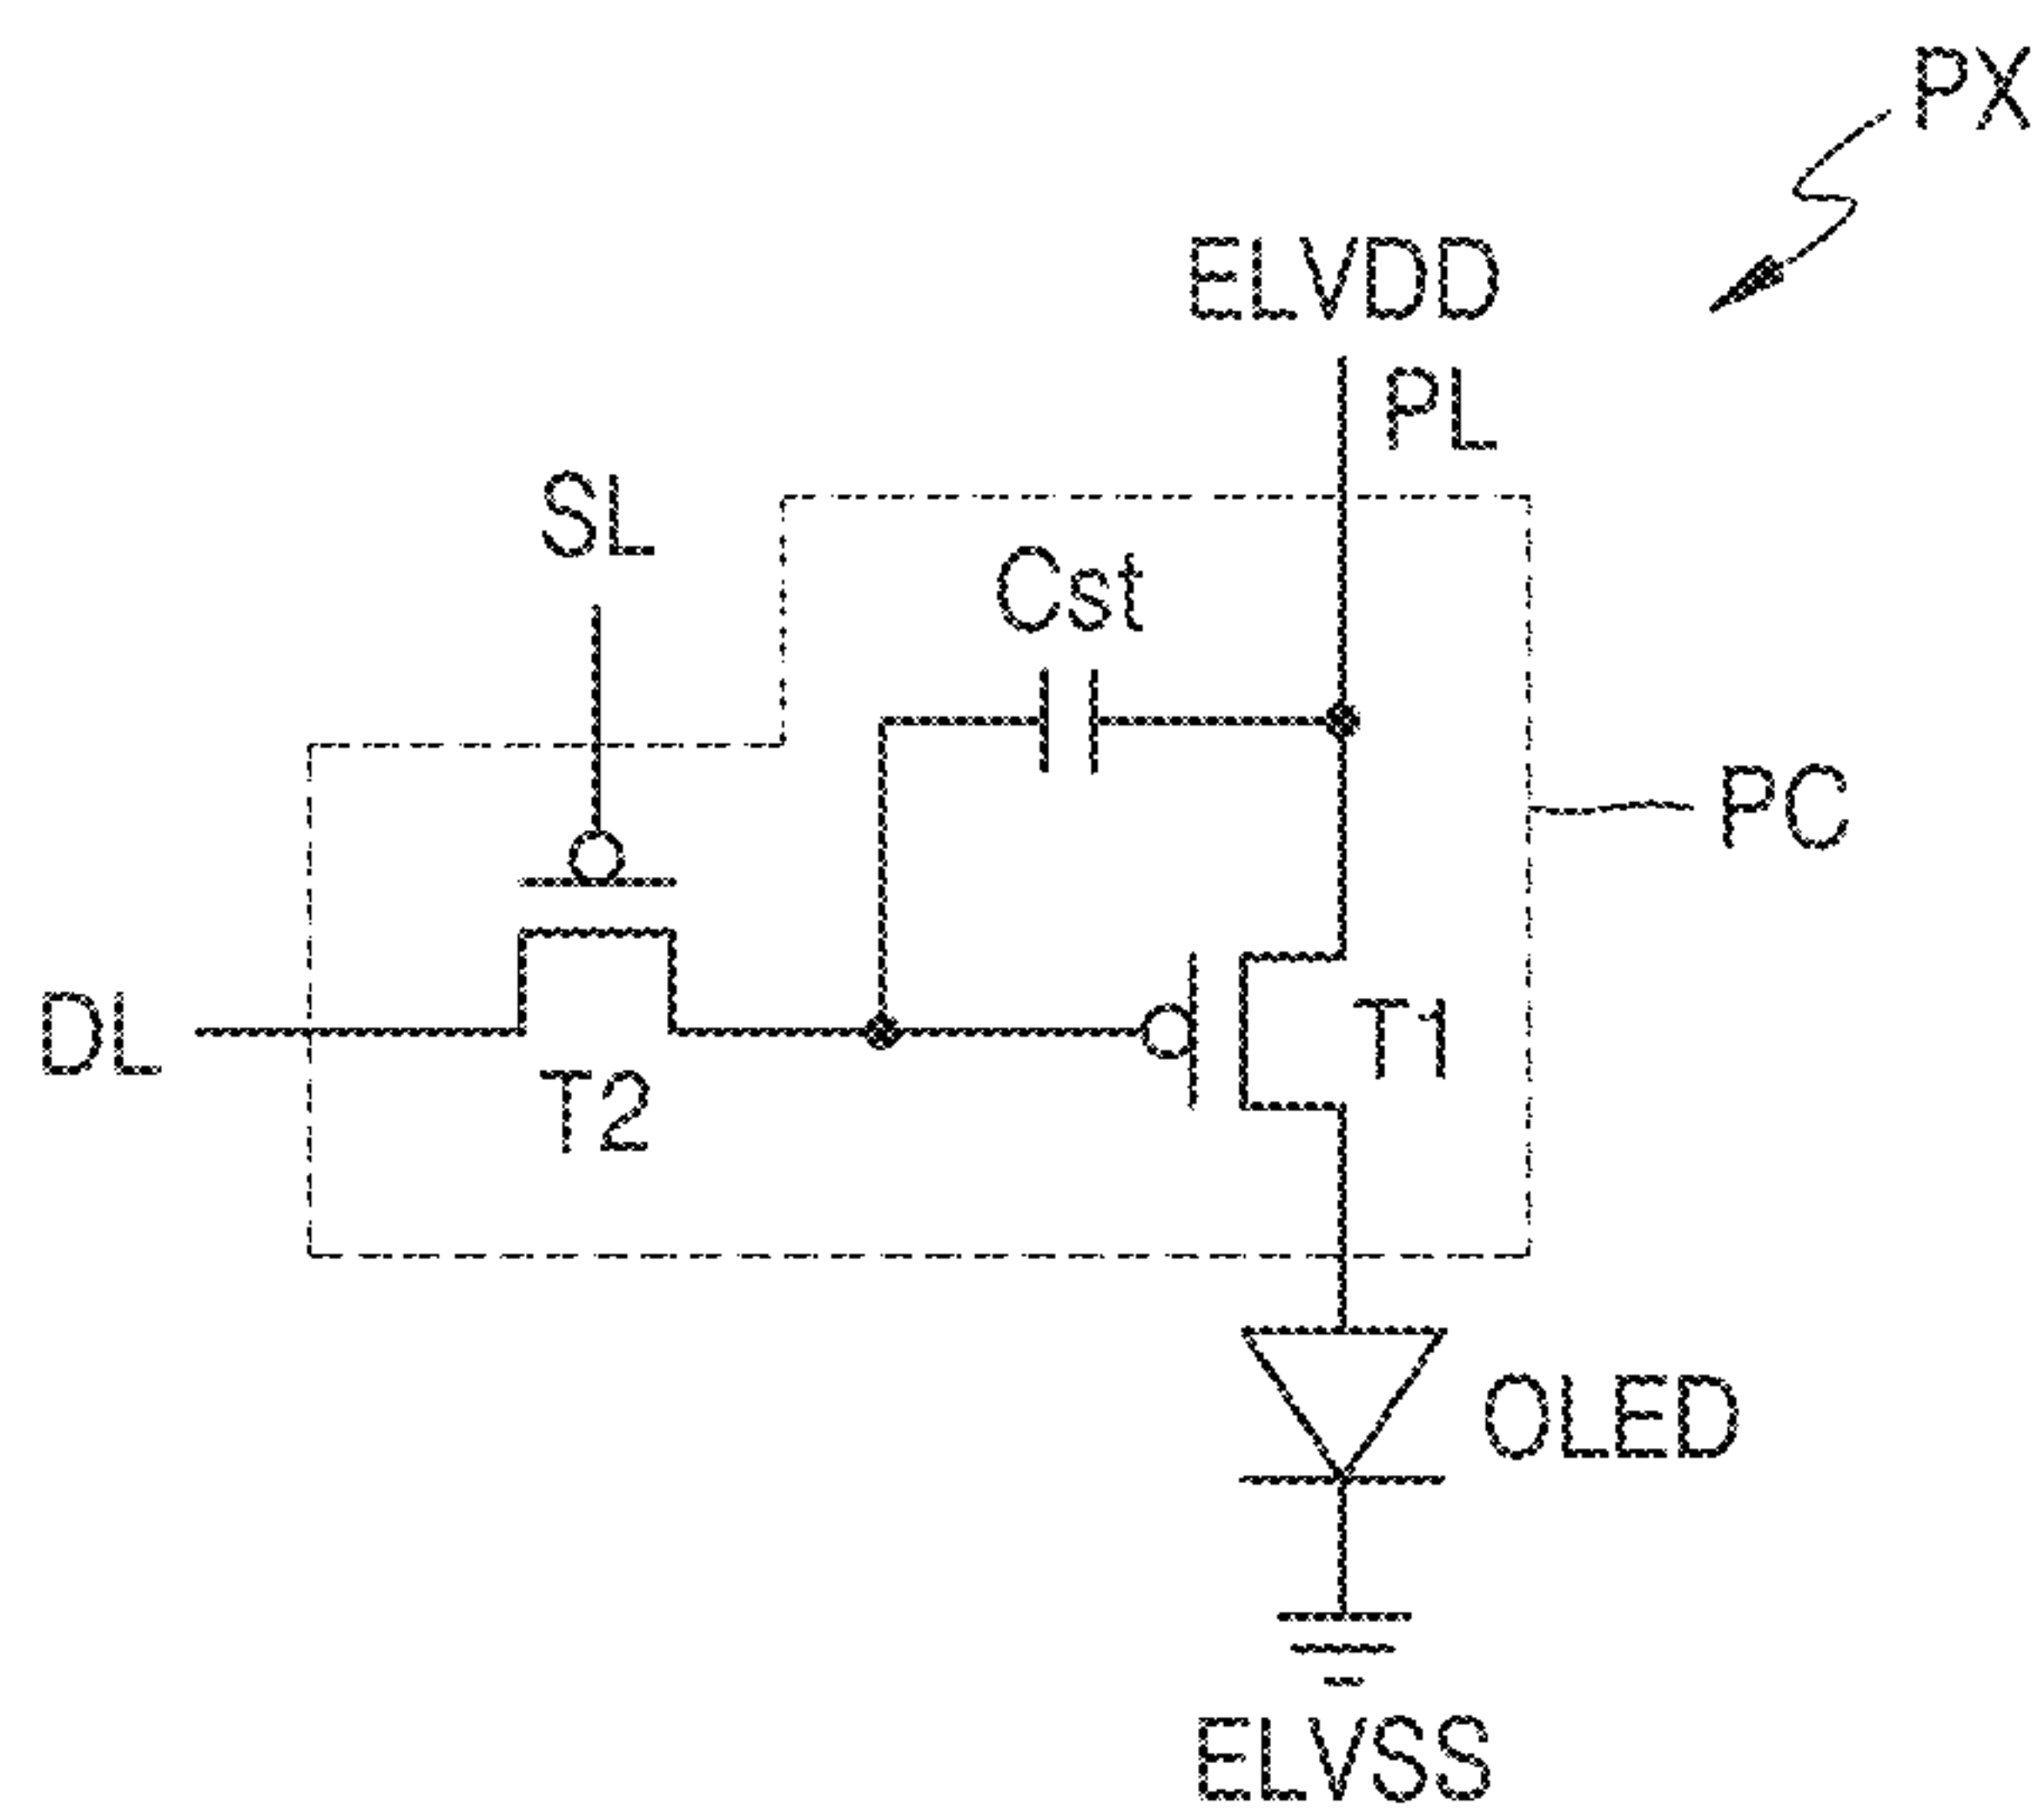 PX
ELVDD
PL
SL
Cst
PC
DL
T1
T2
OLED
ELVSS